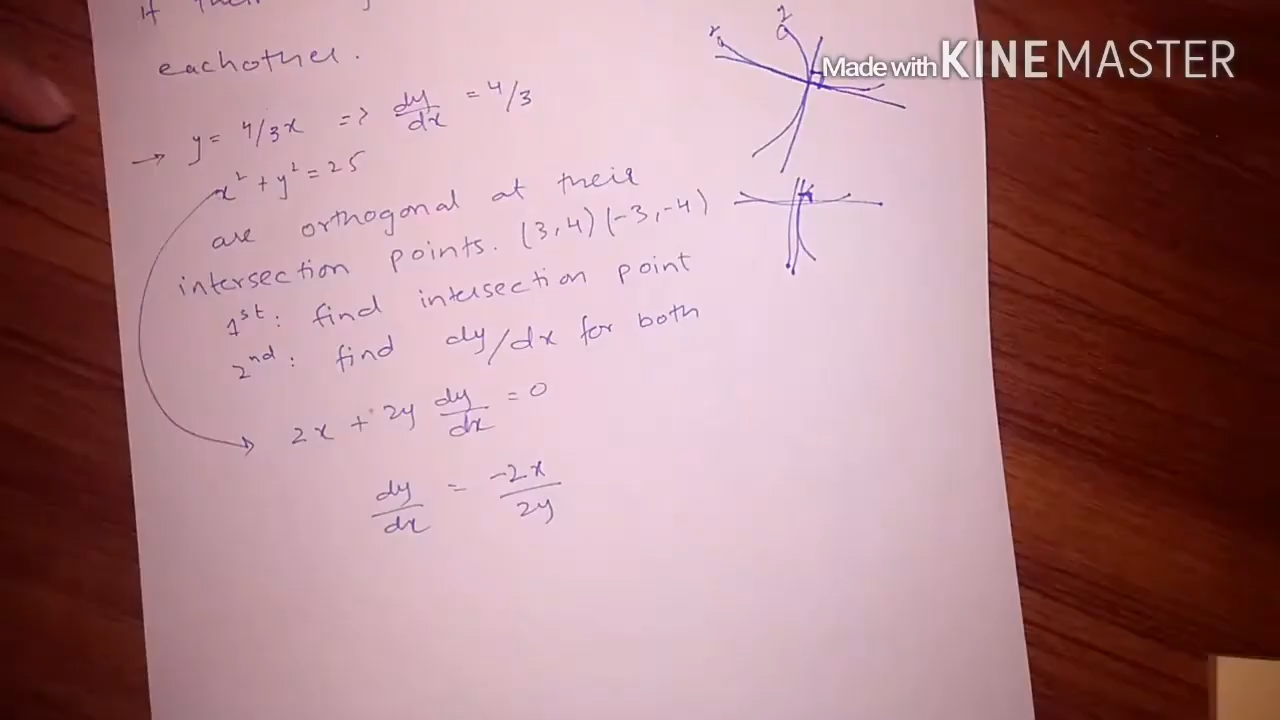 If their
eachother.
→ y = 4/3x => dy/dx = 4/3
x² + y² = 25
are orthogonal at their
intersection points. (3,4) (-3,-4)
1st: find intersection point
2nd: find dy/dx for both
2x + 2y dy/dx = 0
dy/dx = -2x/2y
Made with KINEMASTER